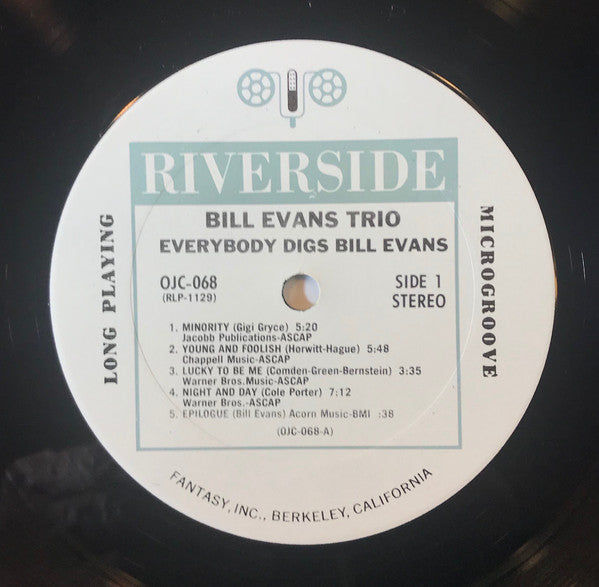 RIVERSIDE
BILL EVANS TRIO
EVERYBODY DIGS BILL EVANS
OJC-068
(RLP-1129)
SIDE 1
STEREO
LONG PLAYING
MICROGROOVE
1. MINORITY (Gigi Gryce) 5:20
Jacobb Publications-ASCAP
2. YOUNG AND FOOLISH (Horwitt-Hague) 5:48
Chappell Music-ASCAP
3. LUCKY TO BE ME (Comden-Green-Bernstein) 3:35
Warner Bros.Music-ASCAP
4. NIGHT AND DAY (Cole Porter) 7:12
Warner Bros.-ASCAP
5. EPILOGUE (Bill Evans) Acorn Music-BMI :38
(OJC-068-A)
FANTASY, INC., BERKELEY, CALIFORNIA